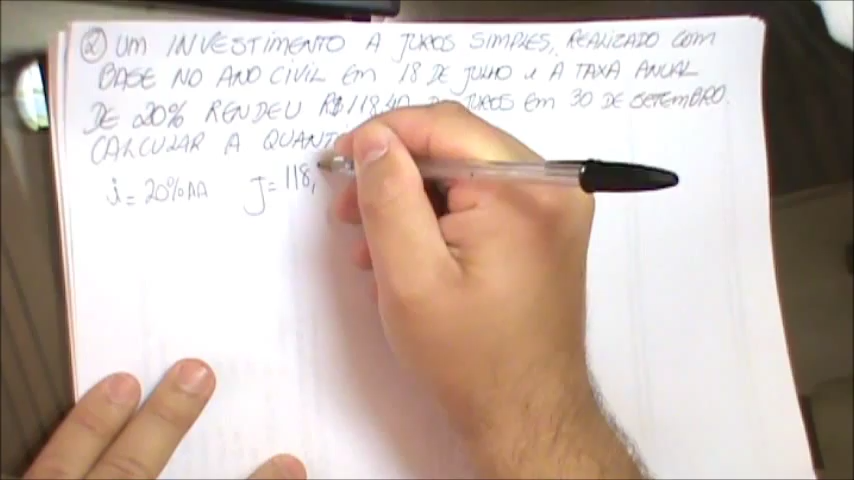 ② UM INVESTIMENTO A JUROS SIMPLES, REALIZADO COM
BASE NO ANO CIVIL EM 18 DE JULHO e A TAXA ANUAL
DE 20% RENDEU R$118,40 JUROS EM 30 DE SETEMBRO.
CALCULAR A
i = 20% AA J = 118,